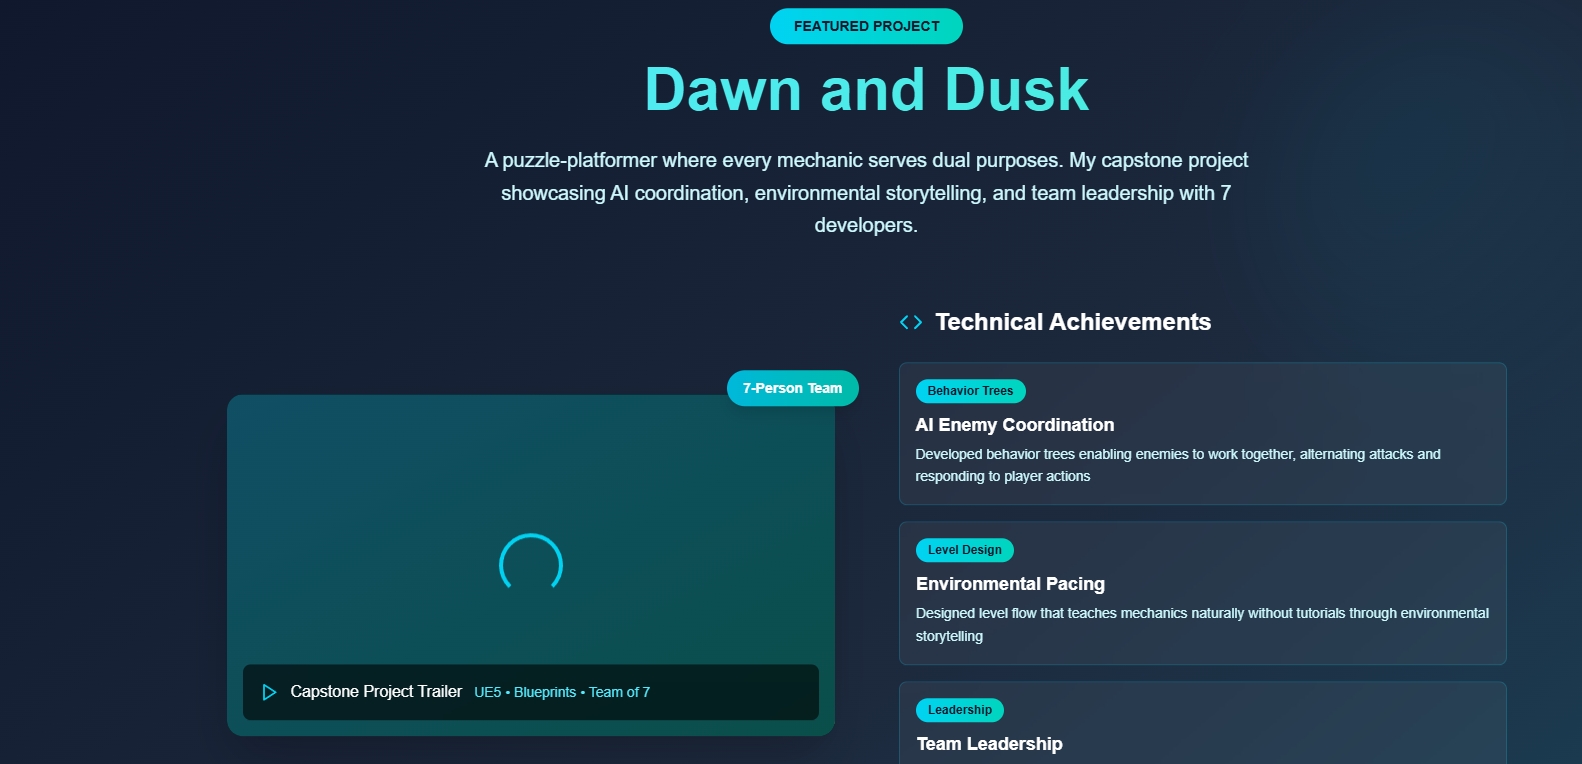 FEATURED PROJECT
Dawn and Dusk
A puzzle-platformer where every mechanic serves dual purposes. My capstone project
showcasing AI coordination, environmental storytelling, and team leadership with 7
developers.
7-Person Team
Capstone Project Trailer UE5 • Blueprints • Team of 7
Technical Achievements
Behavior Trees
AI Enemy Coordination
Developed behavior trees enabling enemies to work together, alternating attacks and
responding to player actions
Level Design
Environmental Pacing
Designed level flow that teaches mechanics naturally without tutorials through environmental
storytelling
Leadership
Team Leadership